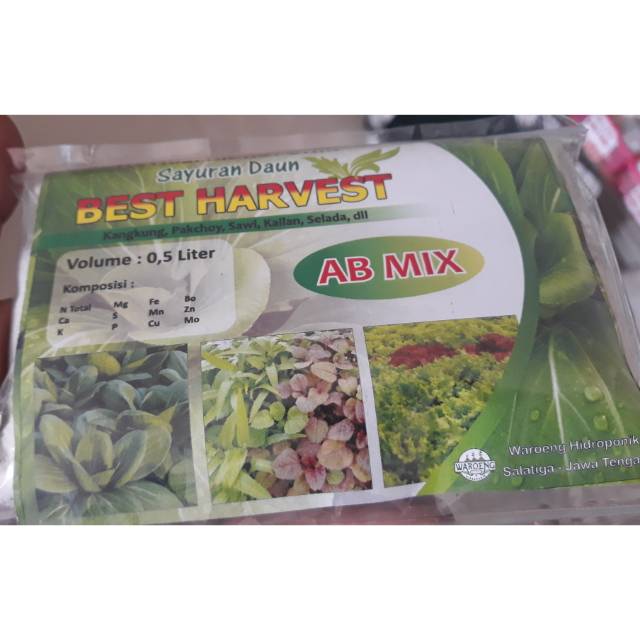 Sayuran Daun
BEST HARVEST
Kangkung, Pakchoy, Sawi, Kailan, Selada, dll
Volume : 0,5 Liter
AB MIX
Komposisi :
N Total Mg Fe Bo
Ca S Mn Zn
K P Cu Mo
WAROENG
Waroeng Hidroponik
Salatiga - Jawa Tenga